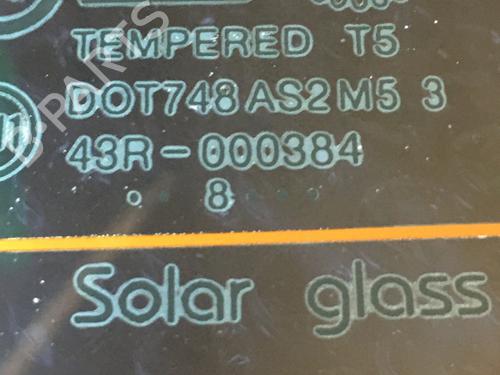 TEMPERED T5
DOT748 AS2 M5 3
43R-000384
.. 8 ...
Solar glass